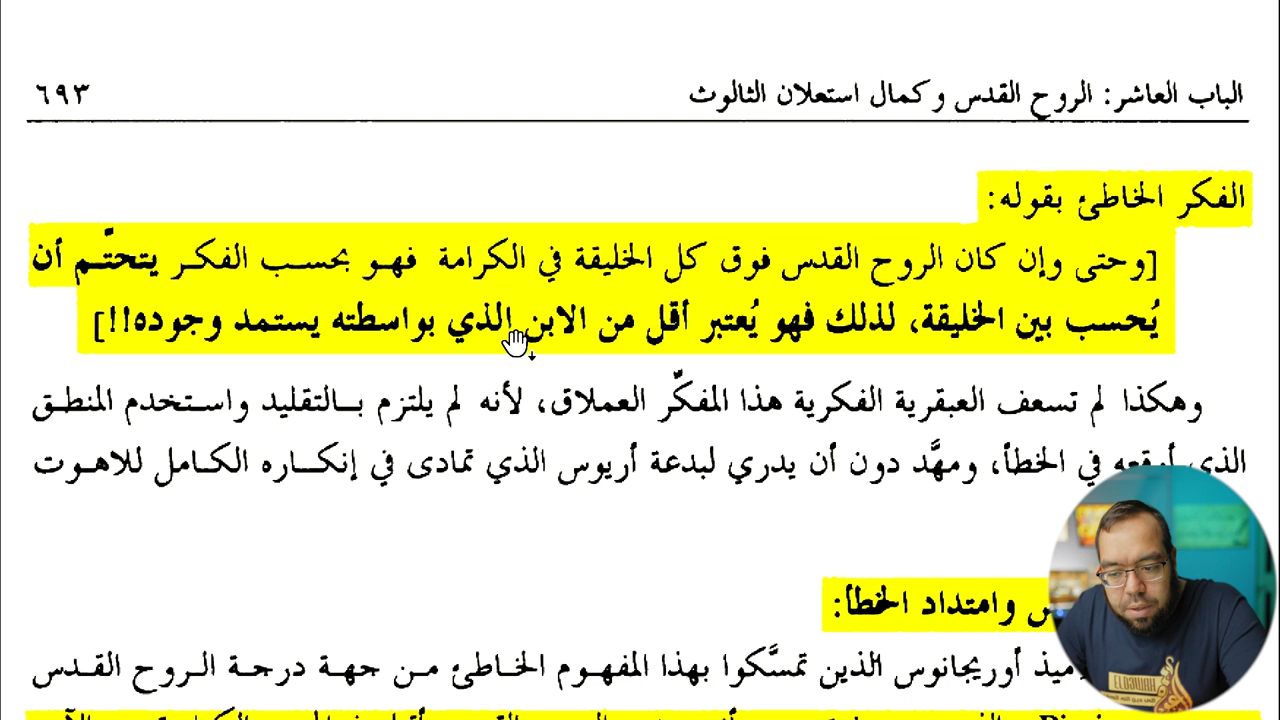 الباب العاشر: الروح القدس وكمال استعلان الثالوث ٦٩٣
الفكر الخاطئ بقوله:
[وحتى وإن كان الروح القدس فوق كل الخليقة في الكرامة فهو بحسب الفكر يتحتَّم أن
يُحسب بين الخليقة، لذلك فهو يُعتبر أقل من الابن الذي بواسطته يستمد وجوده!!]
وهكذا لم تسعف العبقرية الفكرية هذا المفكِّر العملاق، لأنه لم يلتزم بالتقليد واستخدم المنطق
الذي أوقعه في الخطأ، ومهَّد دون أن يدري لبدعة أريوس الذي تمادى في إنكاره الكامل للاهوت
وامتداد الخطأ:
أوريجانوس الذين تمسَّكوا بهذا المفهوم الخاطئ من جهة درجة الروح القدس